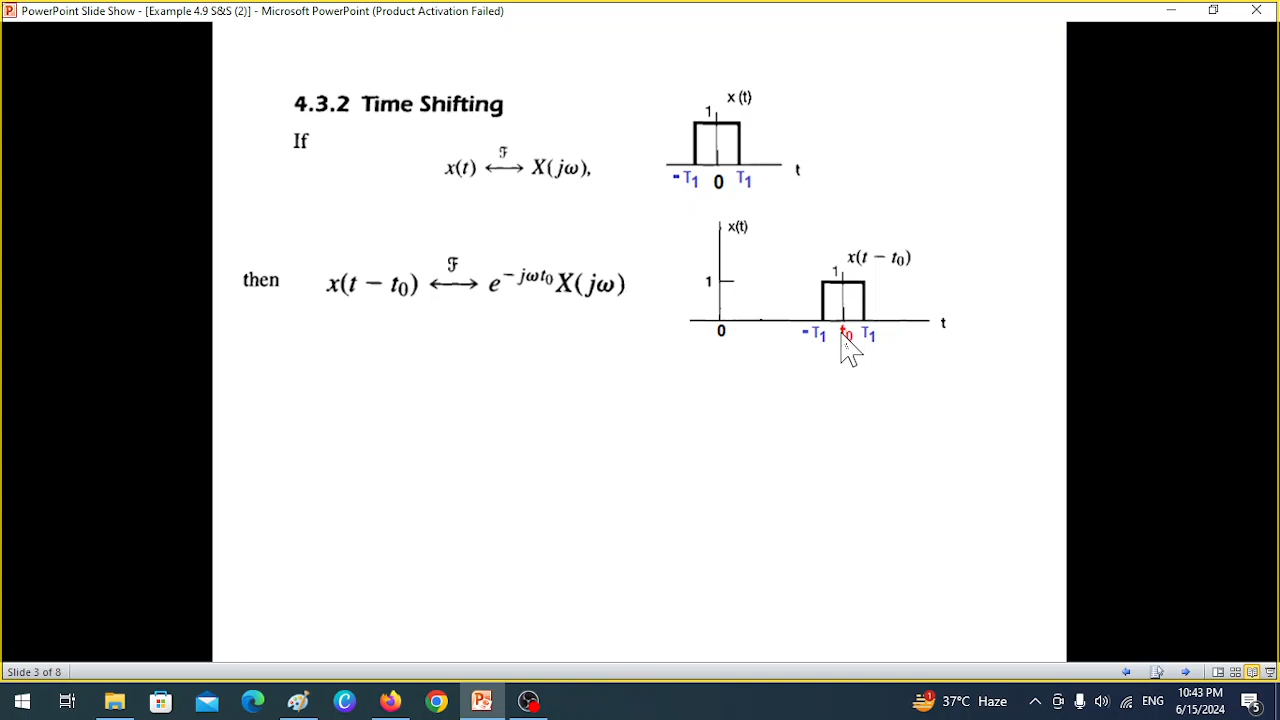 PowerPoint Slide Show - [Example 4.9 S&S (2)] - Microsoft PowerPoint (Product Activation Failed)
4.3.2 Time Shifting
If
x(t) ⟷ X(jω),
ℱ
then
x(t − t₀) ⟷ e^{−jωt₀}X(jω)
ℱ
x (t)
1
-T1 0 T1 t
x(t)
x(t − t₀)
1
1
0 -T1 t0 T1 t
Slide 3 of 8
37°C Haze
ENG
10:43 PM
6/15/2024
1
5